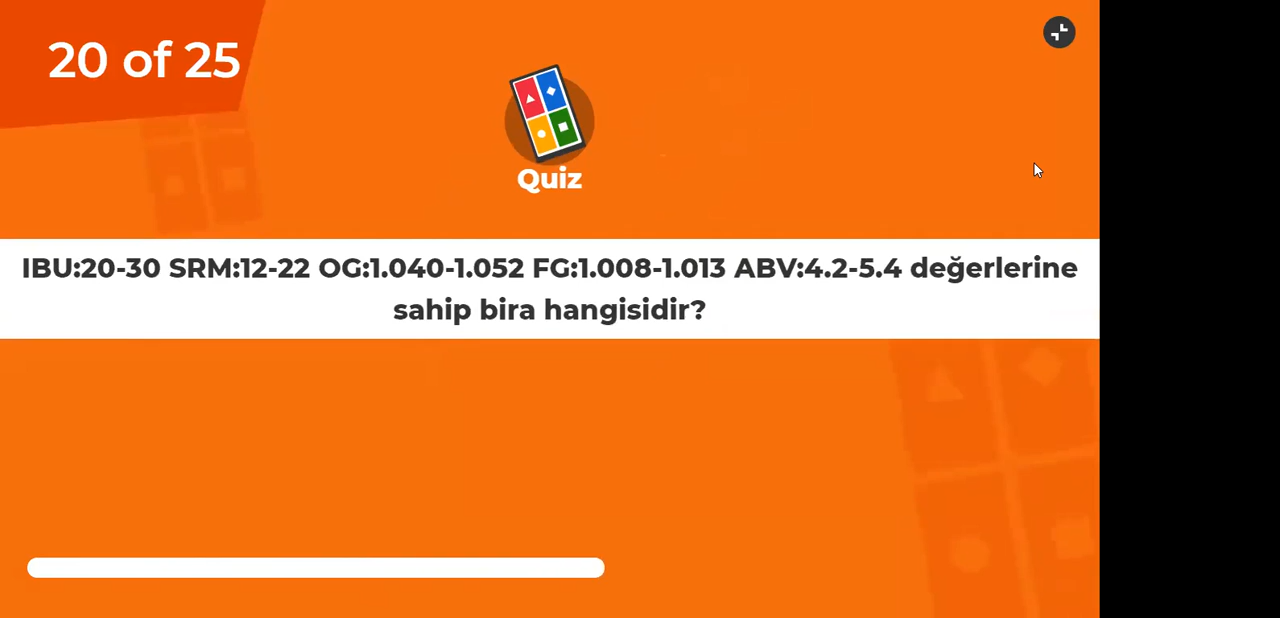 20 of 25
Quiz
IBU:20-30 SRM:12-22 OG:1.040-1.052 FG:1.008-1.013 ABV:4.2-5.4 değerlerine
sahip bira hangisidir?